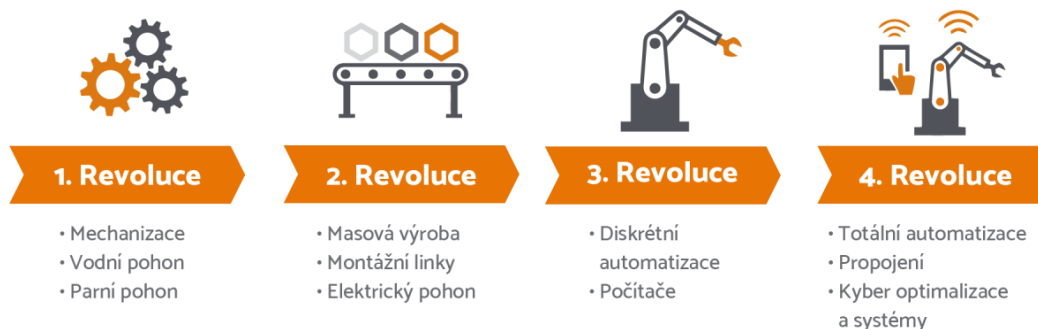 1. Revoluce
• Mechanizace
• Vodní pohon
• Parní pohon
2. Revoluce
• Masová výroba
• Montážní linky
• Elektrický pohon
3. Revoluce
• Diskrétní
automatizace
• Počítače
4. Revoluce
• Totální automatizace
• Propojení
• Kyber optimalizace
a systémy